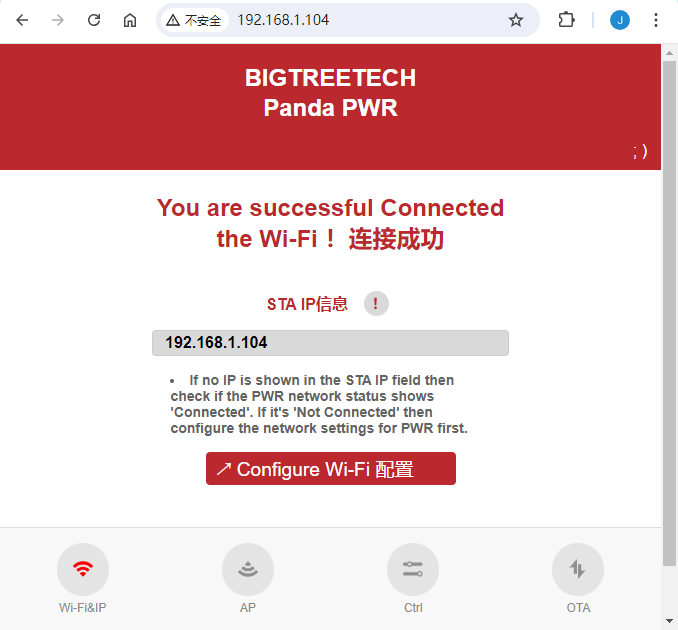 不安全 192.168.1.104
J
BIGTREETECH
Panda PWR
; )
You are successful Connected
the Wi-Fi ！ 连接成功
STA IP信息 !
192.168.1.104
• If no IP is shown in the STA IP field then
check if the PWR network status shows
'Connected'. If it's 'Not Connected' then
configure the network settings for PWR first.
↗ Configure Wi-Fi 配置
Wi-Fi&IP AP Ctrl OTA